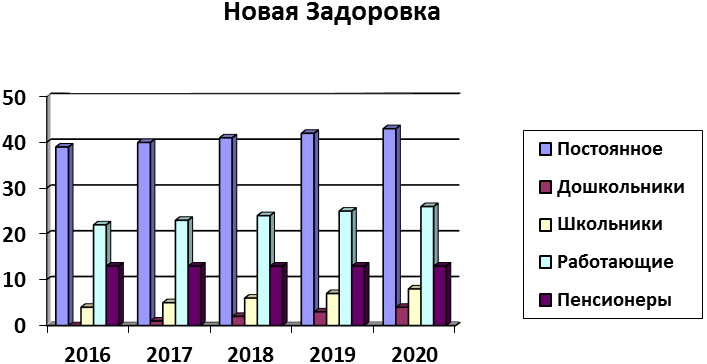 Новая Задоровка
50
40
30
20
10
0
2016 2017 2018 2019 2020
Постоянное
Дошкольники
Школьники
Работающие
Пенсионеры